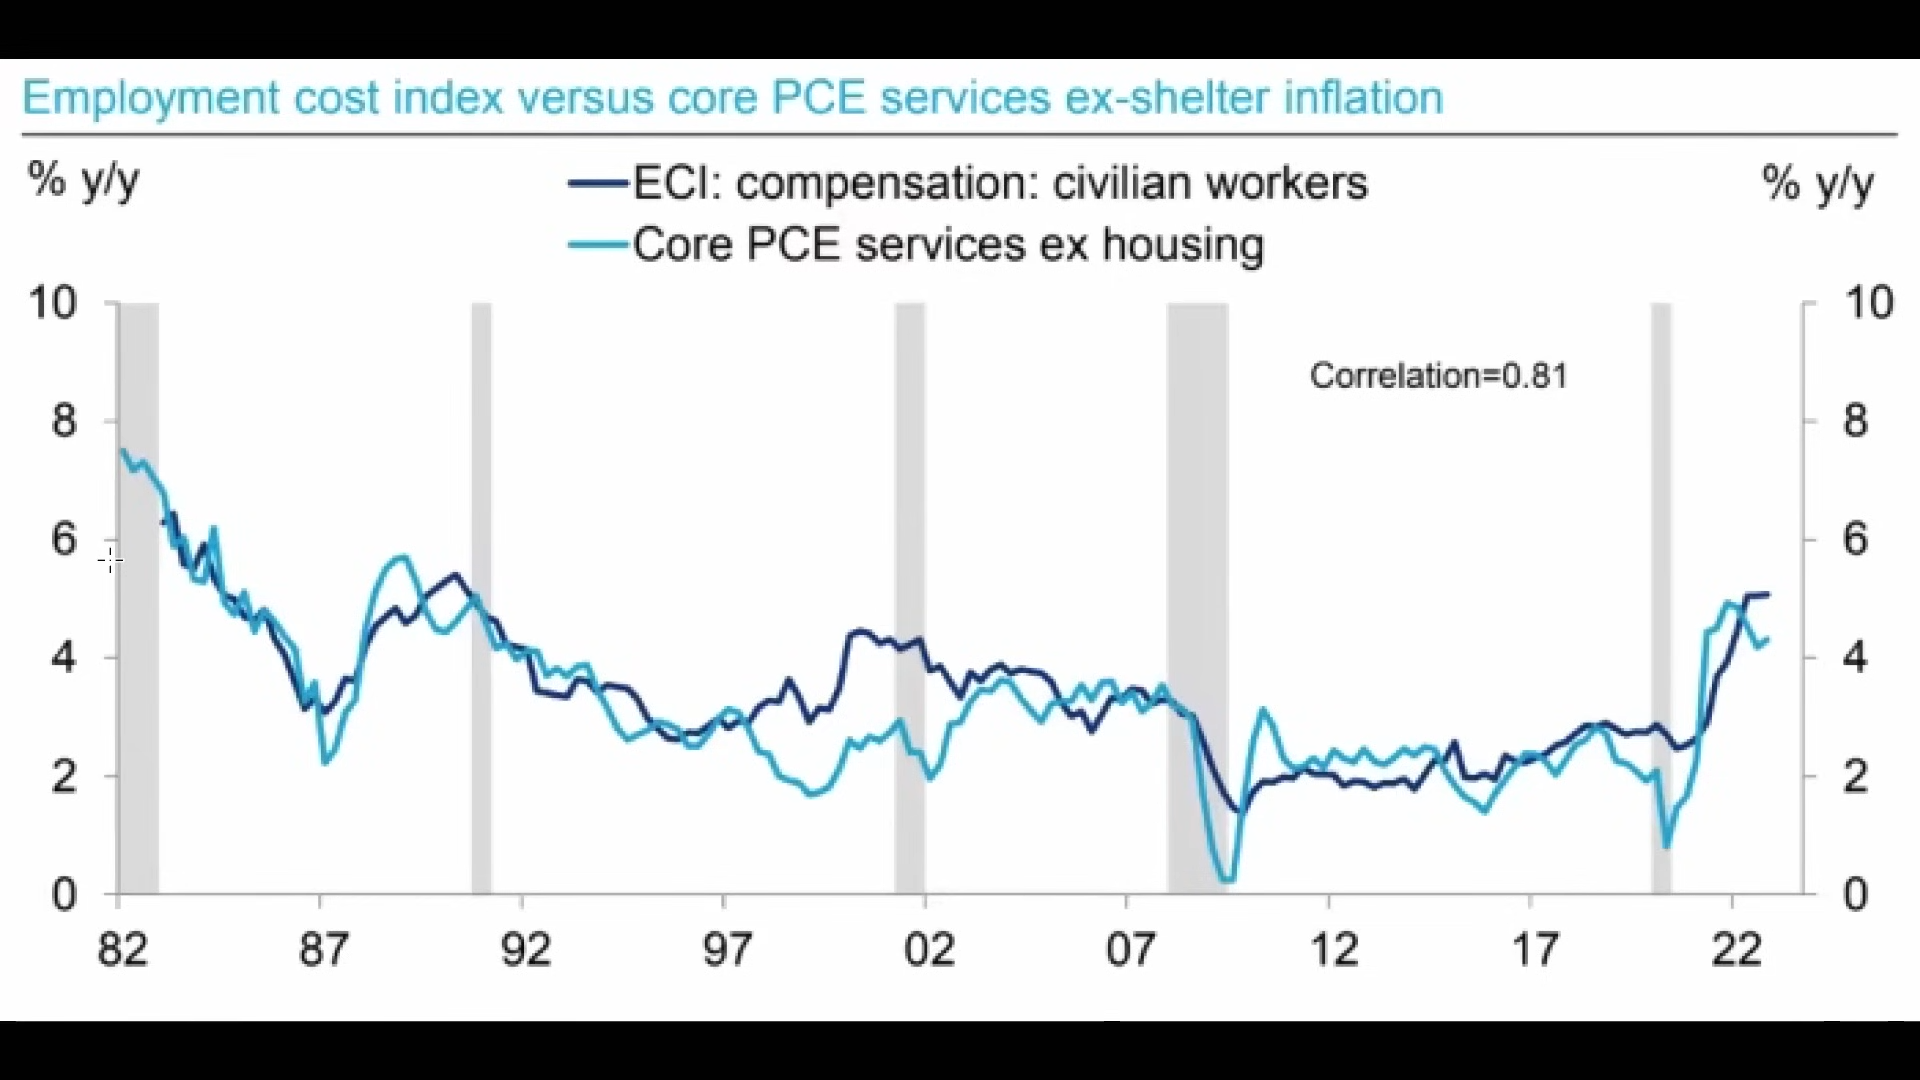 Employment cost index versus core PCE services ex-shelter inflation
% y/y
ECI: compensation: civilian workers
% y/y
Core PCE services ex housing
10
10
Correlation=0.81
8
8
6
6
4
4
2
2
0
0
82 87 92 97 02 07 12 17 22